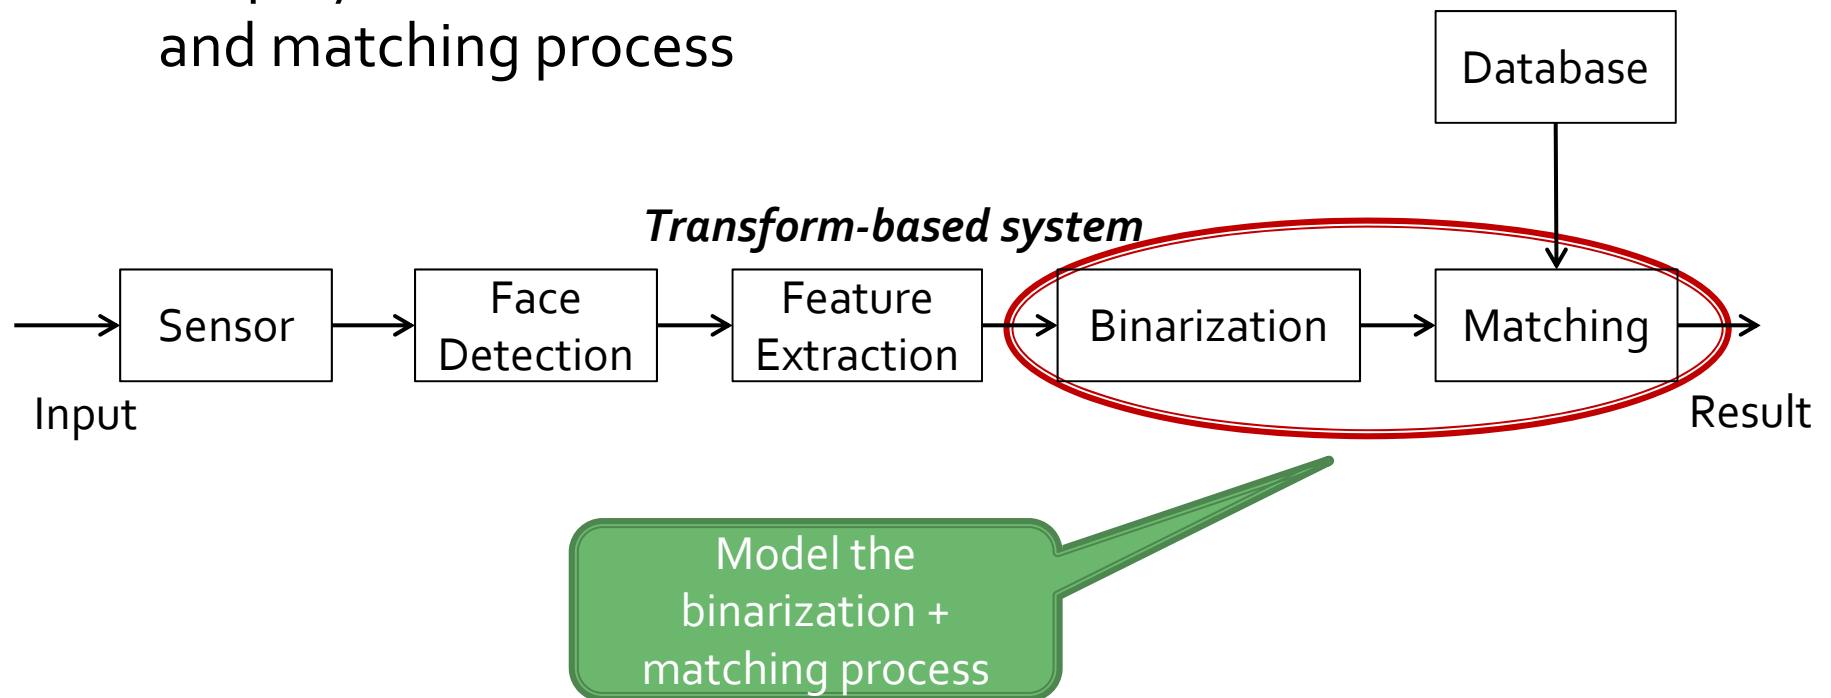 and matching process
Database
Transform-based system
Sensor
Face
Detection
Feature
Extraction
Binarization
Matching
Input
Result
Model the
binarization +
matching process